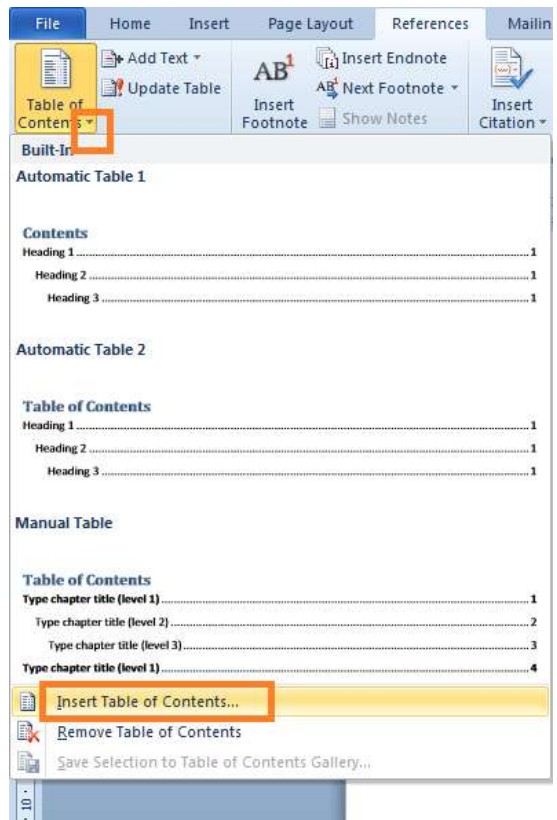 File Home Insert Page Layout References Mailin
Add Text Insert Endnote
Update Table AB1 Next Footnote
Table of Contents Insert Footnote Show Notes Insert Citation
Built-In
Automatic Table 1
Contents
Heading 1 1
Heading 2 1
Heading 3 1
Automatic Table 2
Table of Contents
Heading 1 1
Heading 2 1
Heading 3 1
Manual Table
Table of Contents
Type chapter title (level 1) 1
Type chapter title (level 2) 2
Type chapter title (level 3) 3
Type chapter title (level 1) 4
Insert Table of Contents...
Remove Table of Contents
Save Selection to Table of Contents Gallery...
10